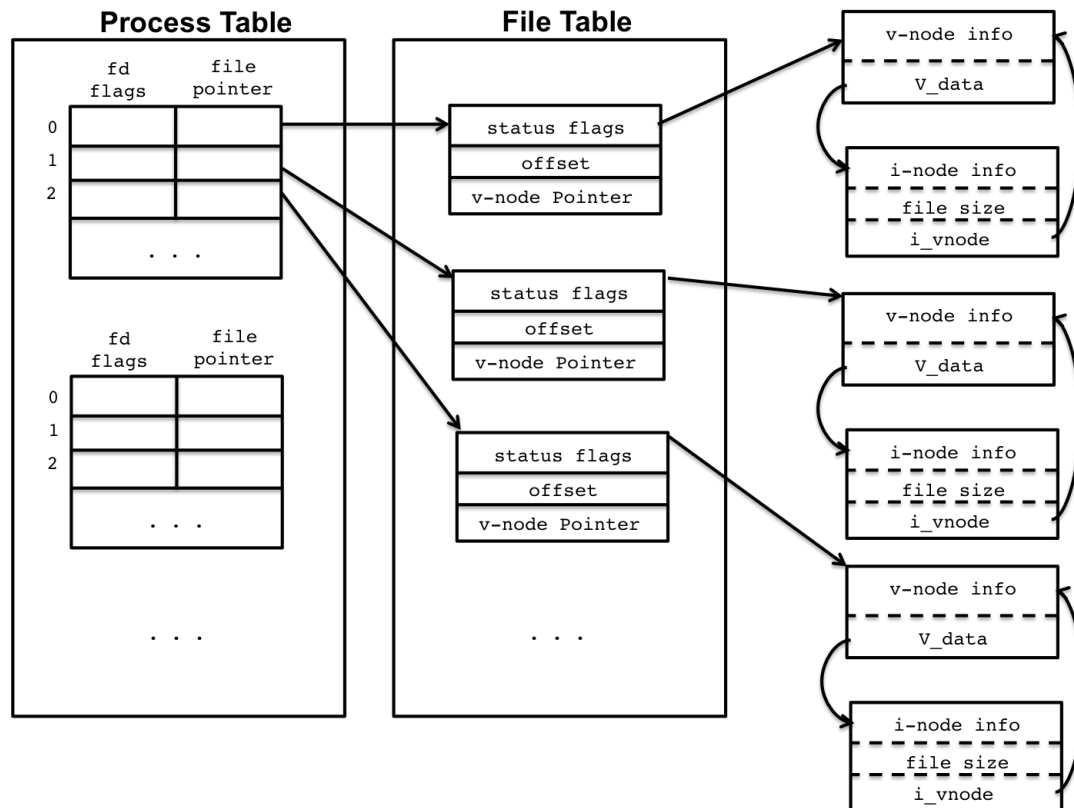 Process Table
fd flags
file pointer
0
1
2
. . .
fd flags
file pointer
0
1
2
. . .
. . .
File Table
status flags
offset
v-node Pointer
status flags
offset
v-node Pointer
status flags
offset
v-node Pointer
. . .
v-node info
V_data
i-node info
file size
i_vnode
v-node info
V_data
i-node info
file size
i_vnode
v-node info
V_data
i-node info
file size
i_vnode